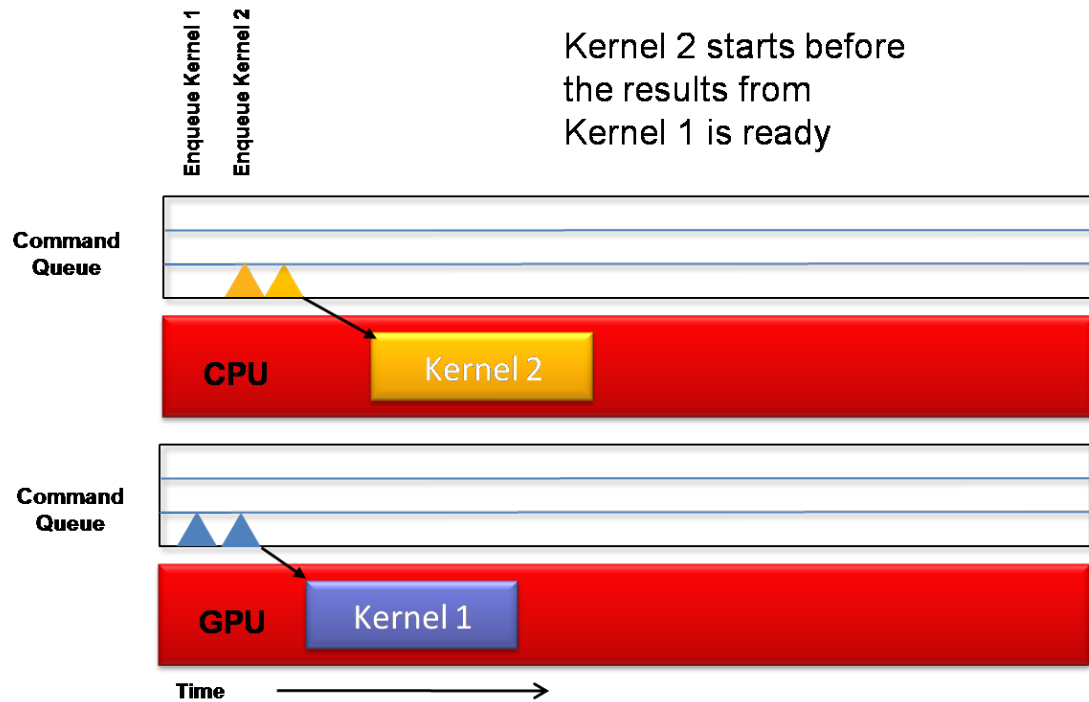 Enqueue Kernel 1
Enqueue Kernel 2
Kernel 2 starts before
the results from
Kernel 1 is ready
Command
Queue
CPU
Kernel 2
Command
Queue
GPU
Kernel 1
Time